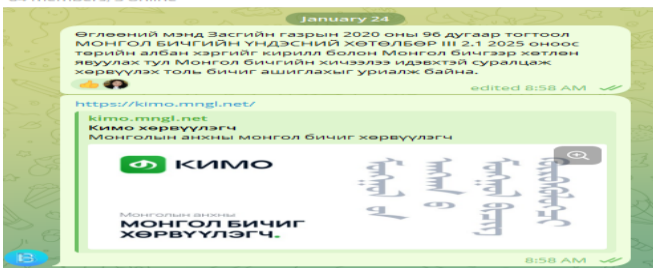 January 24
Өглөөний мэнд Засгийн газрын 2020 оны 96 дугаар тогтоол
МОНГОЛ БИЧГИЙН ҮНДЭСНИЙ ХӨТӨЛБӨР III 2.1 2025 оноос
төрийн албан хэргийг кирилл болон Монгол бичгээр хөтлөн
явуулах тул Монгол бичгийн хичээлээ идэвхтэй суралцаж
хөрвүүлэх толь бичиг ашиглахыг уриалж байна.
edited 8:58 AM
https://kimo.mngl.net/
kimo.mngl.net
Кимо хөрвүүлэгч
Монголын анхны монгол бичиг хөрвүүлэгч
КИМО
Монголын анхны
МОНГОЛ БИЧИГ
ХӨРВҮҮЛЭГЧ.
8:58 AM